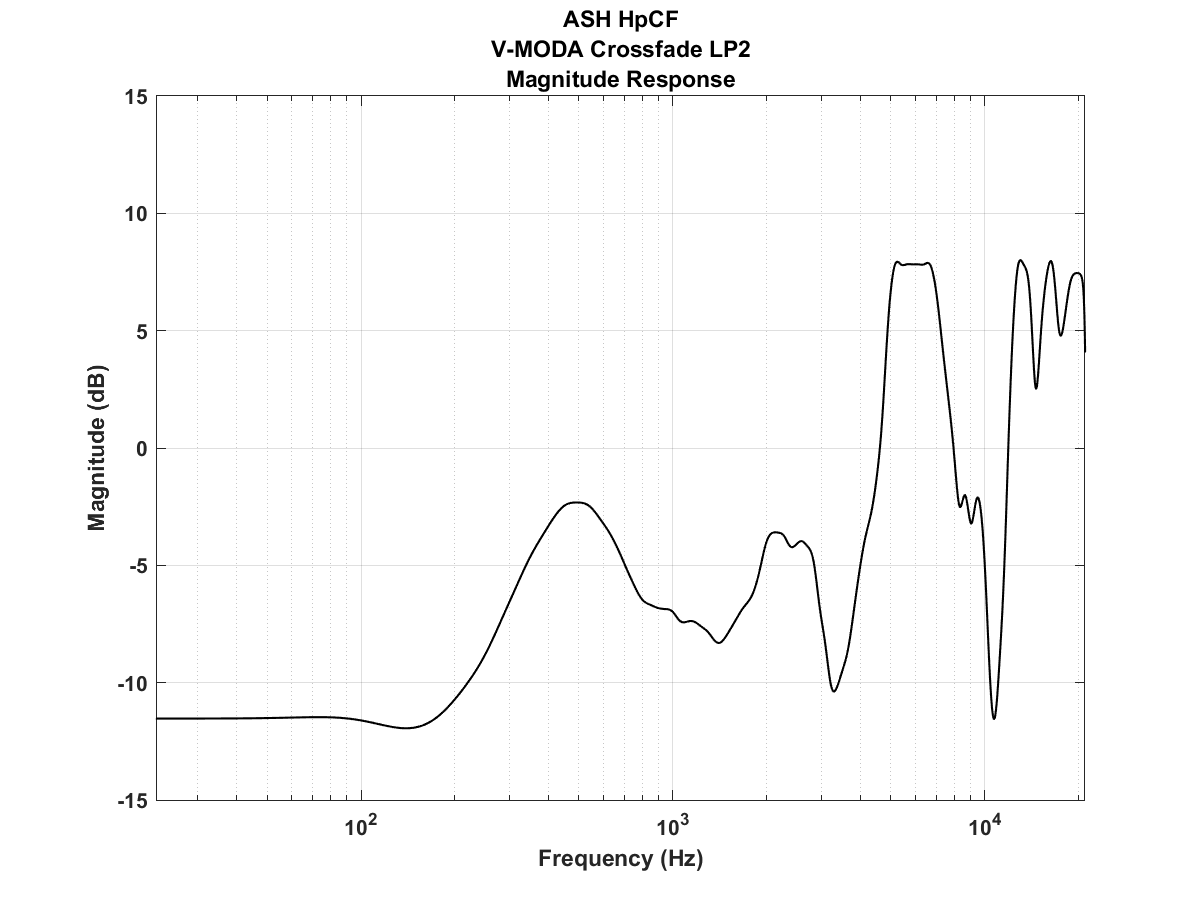 ASH HpCF
V-MODA Crossfade LP2
Magnitude Response
15
10
5
0
-5
-10
-15
Magnitude (dB)
10^2
10^3
10^4
Frequency (Hz)